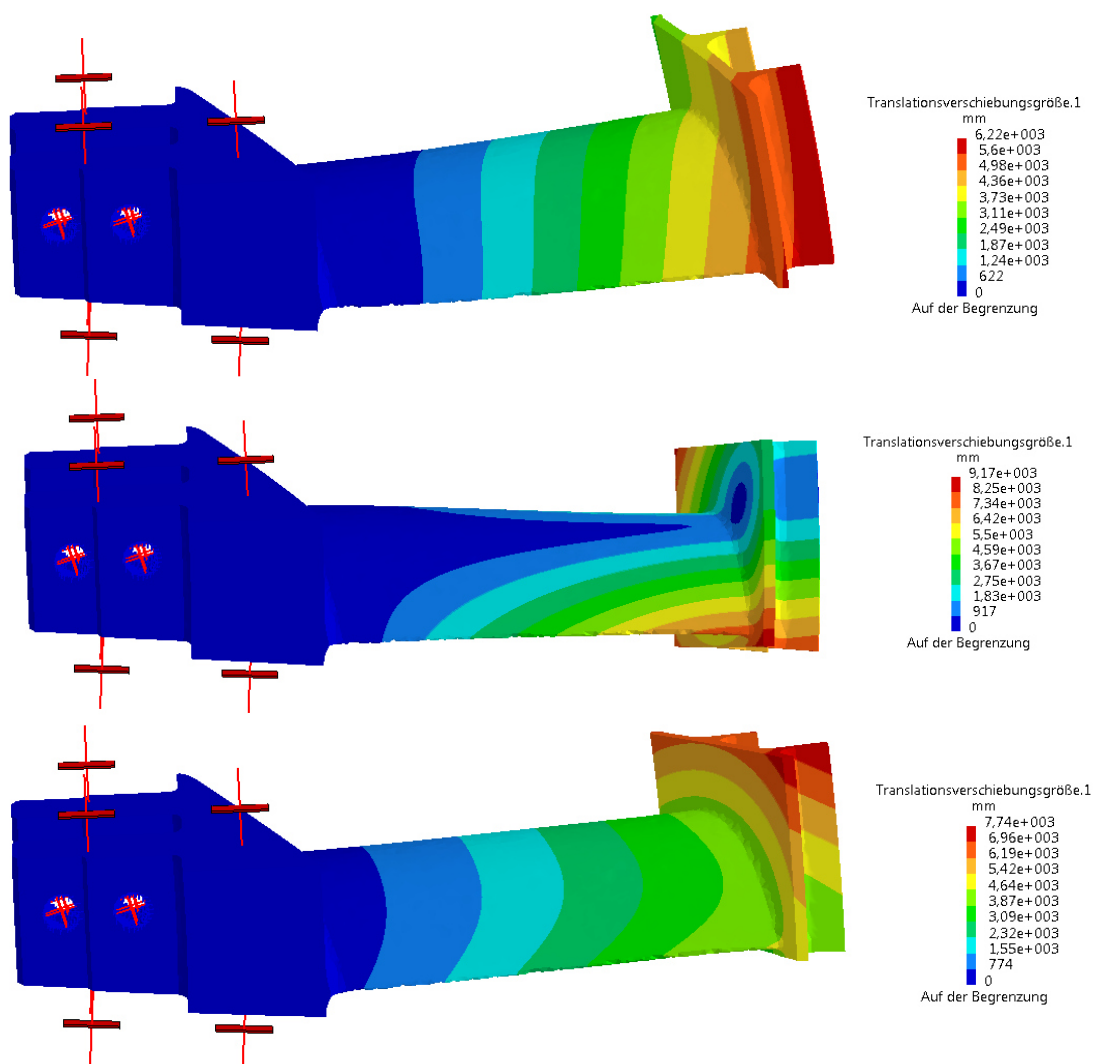 Translationsverschiebungsgröße.1
mm
6,22e+003
5,6e+003
4,98e+003
4,36e+003
3,73e+003
3,11e+003
2,49e+003
1,87e+003
1,24e+003
622
0
Auf der Begrenzung
Translationsverschiebungsgröße.1
mm
9,17e+003
8,25e+003
7,34e+003
6,42e+003
5,5e+003
4,59e+003
3,67e+003
2,75e+003
1,83e+003
917
0
Auf der Begrenzung
Translationsverschiebungsgröße.1
mm
7,74e+003
6,96e+003
6,19e+003
5,42e+003
4,64e+003
3,87e+003
3,09e+003
2,32e+003
1,55e+003
774
0
Auf der Begrenzung